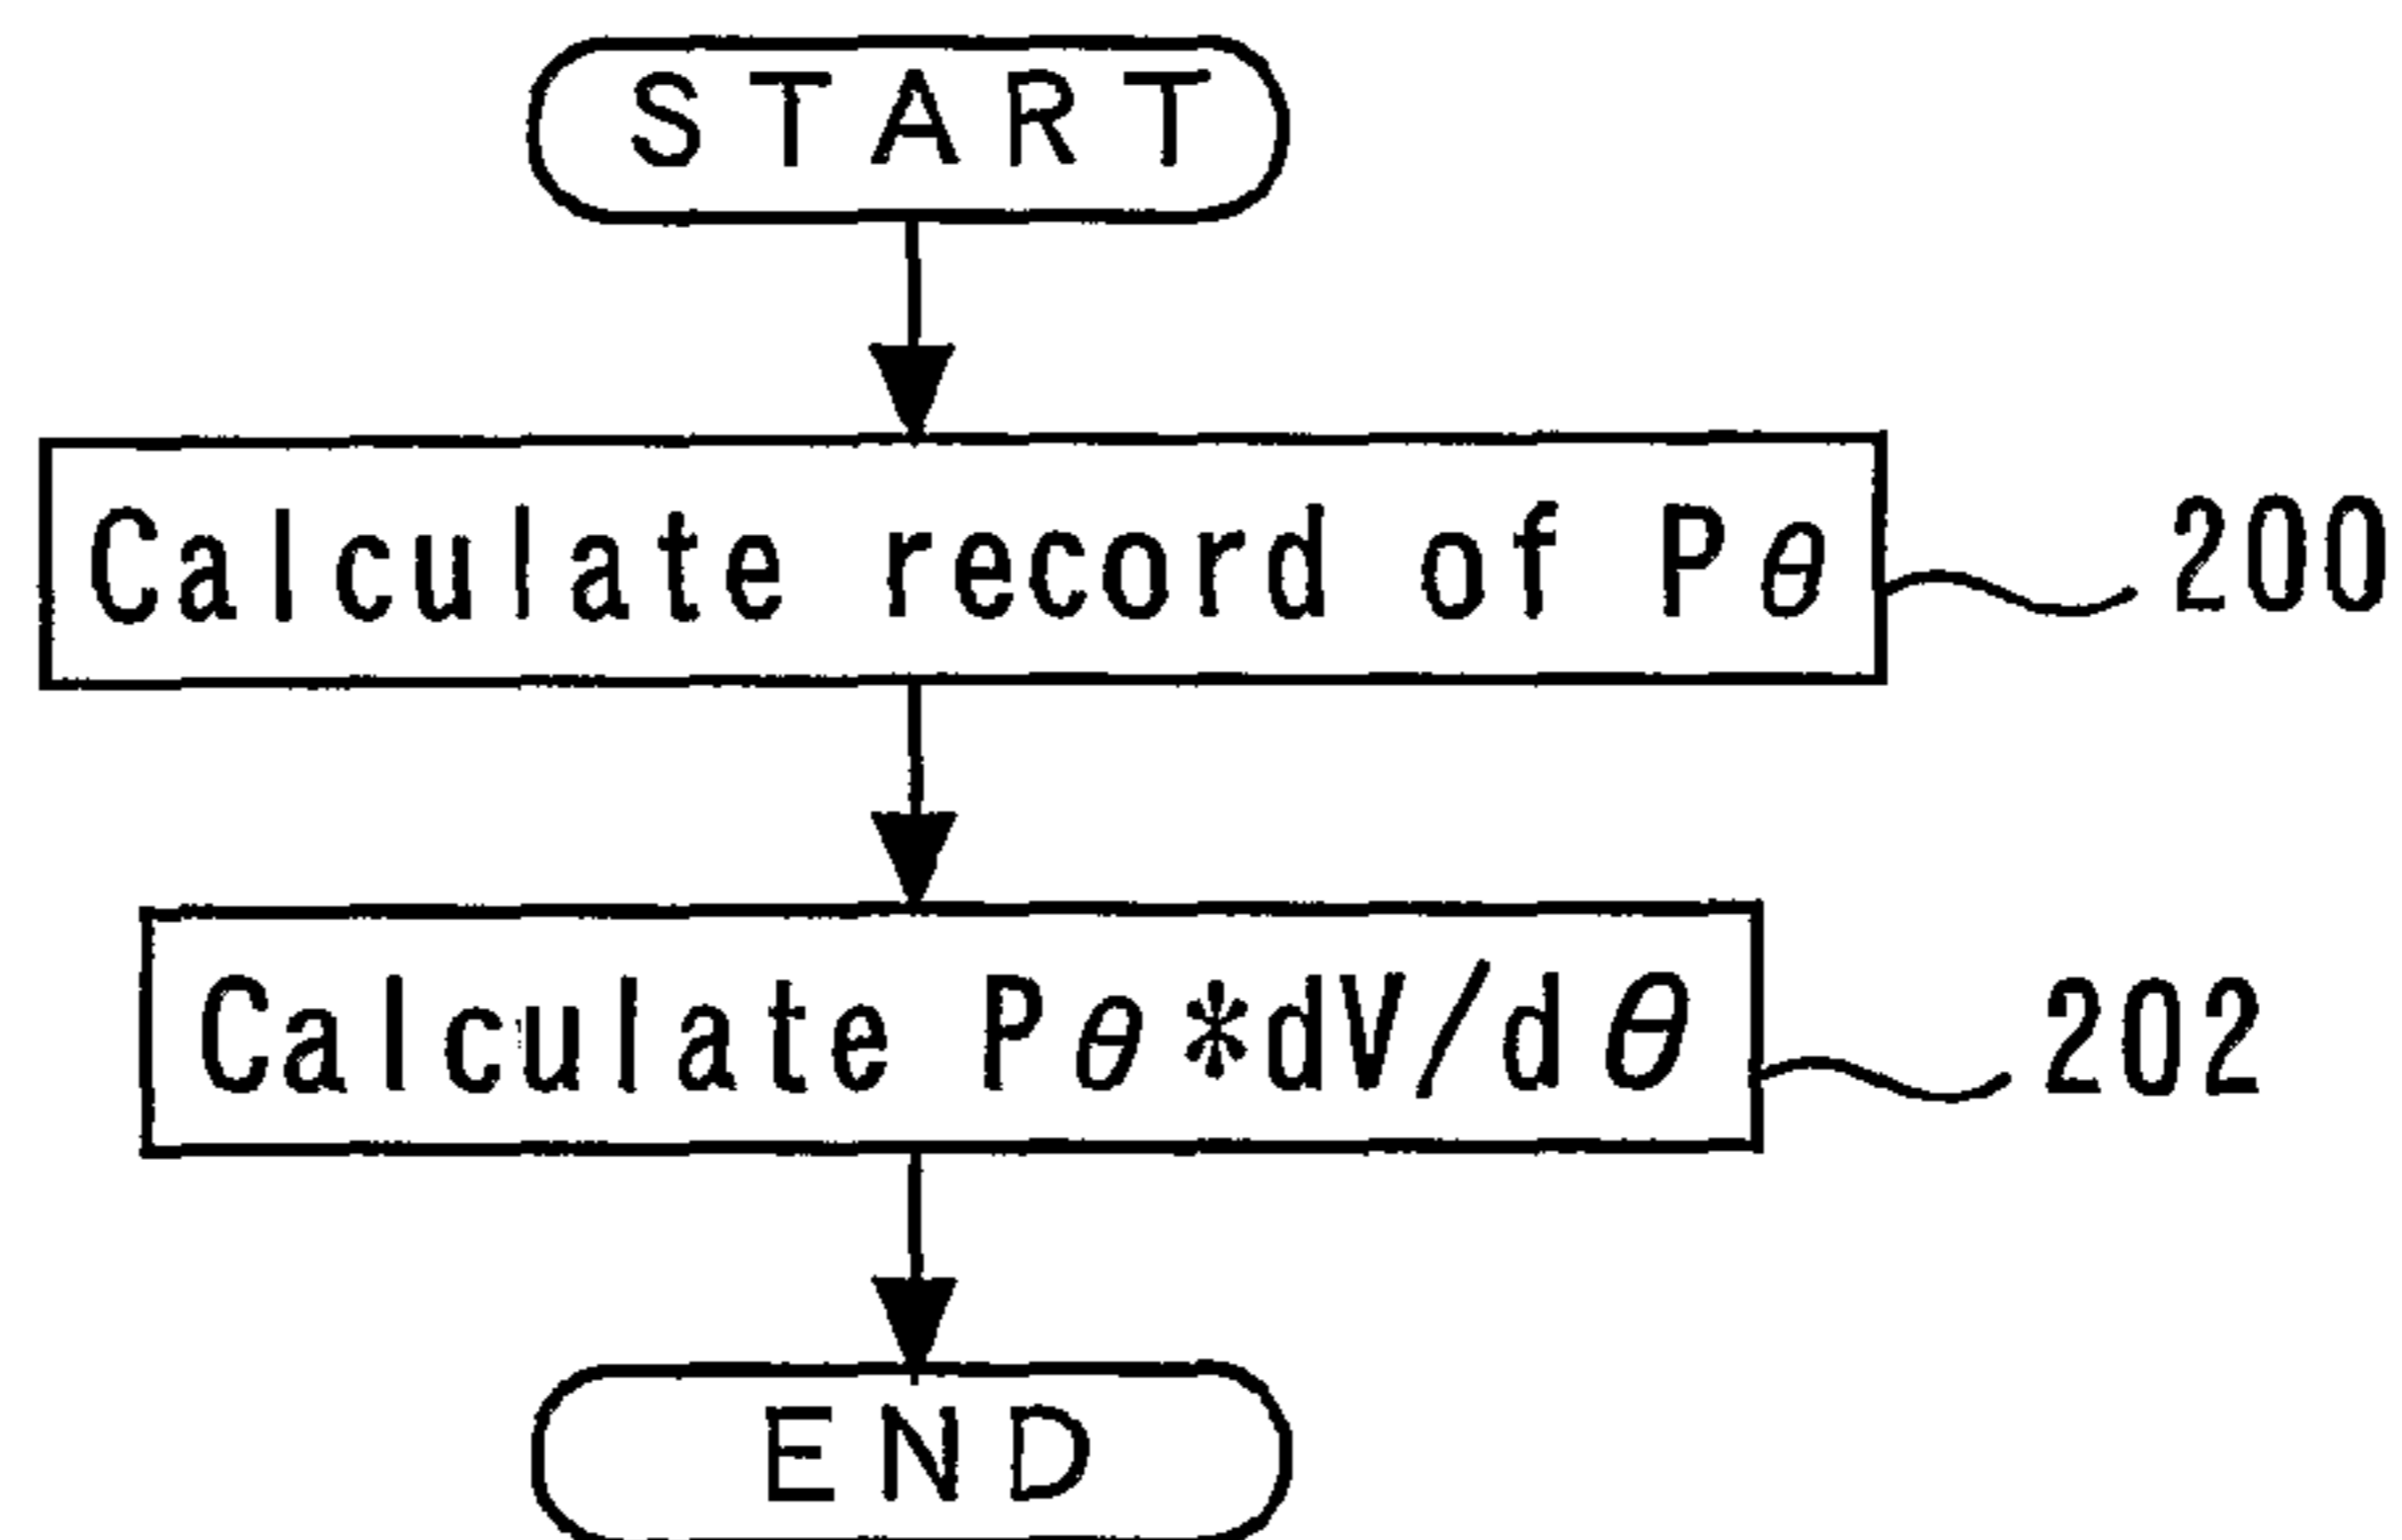 START
Calculate record of Pθ 200
Calculate Pθ*dV/dθ 202
END